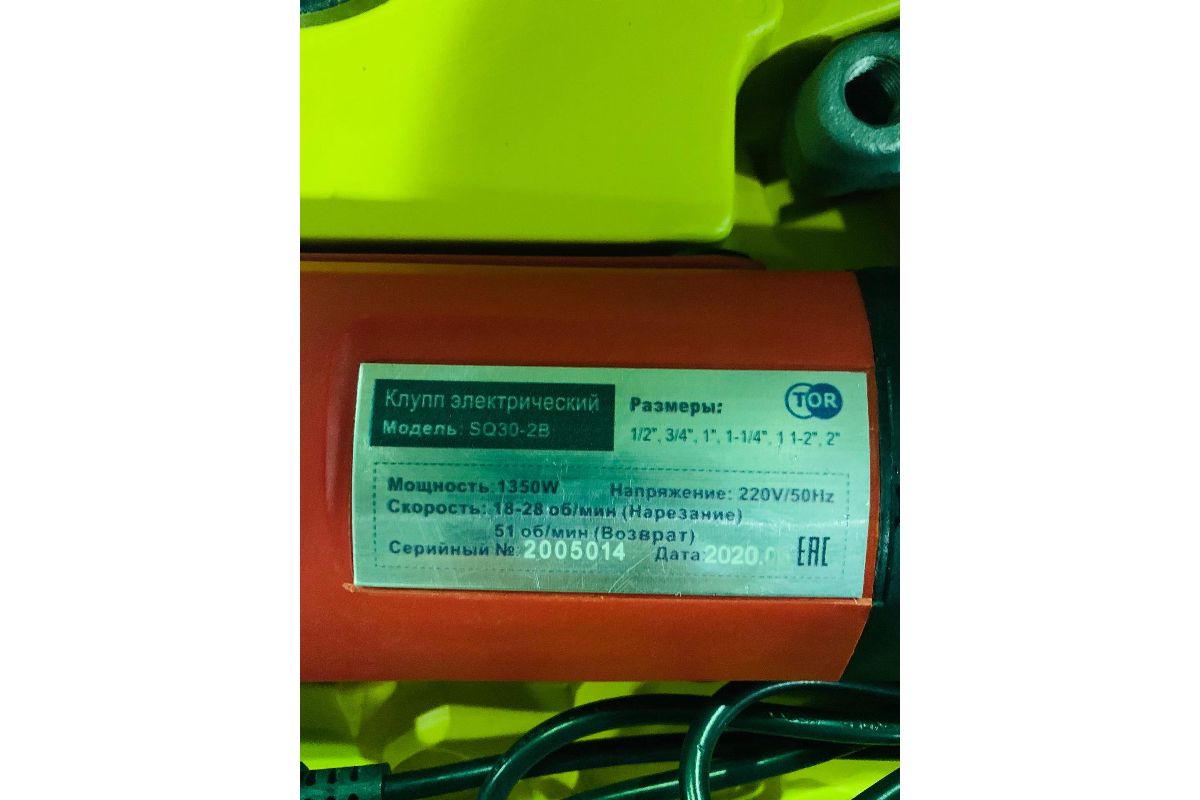 Клупп электрический
Модель: SQ30-2B
Размеры:
1/2", 3/4", 1", 1-1/4", 1 1-2", 2"
TOR
Мощность: 1350W Напряжение: 220V/50Hz
Скорость: 18-28 об/мин (Нарезание)
51 об/мин (Возврат)
Серийный №: 2005014 Дата: 2020.
EAC